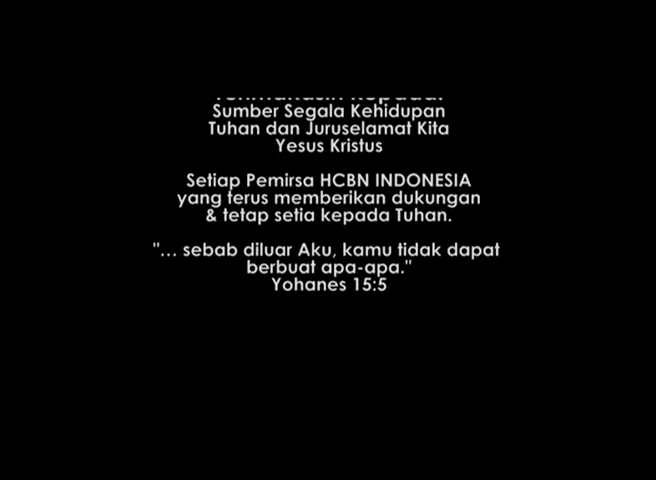 Sumber Segala Kehidupan
Tuhan dan Juruselamat Kita
Yesus Kristus
Setiap Pemirsa HCBN INDONESIA
yang terus memberikan dukungan
& tetap setia kepada Tuhan.
"... sebab diluar Aku, kamu tidak dapat
berbuat apa-apa."
Yohanes 15:5